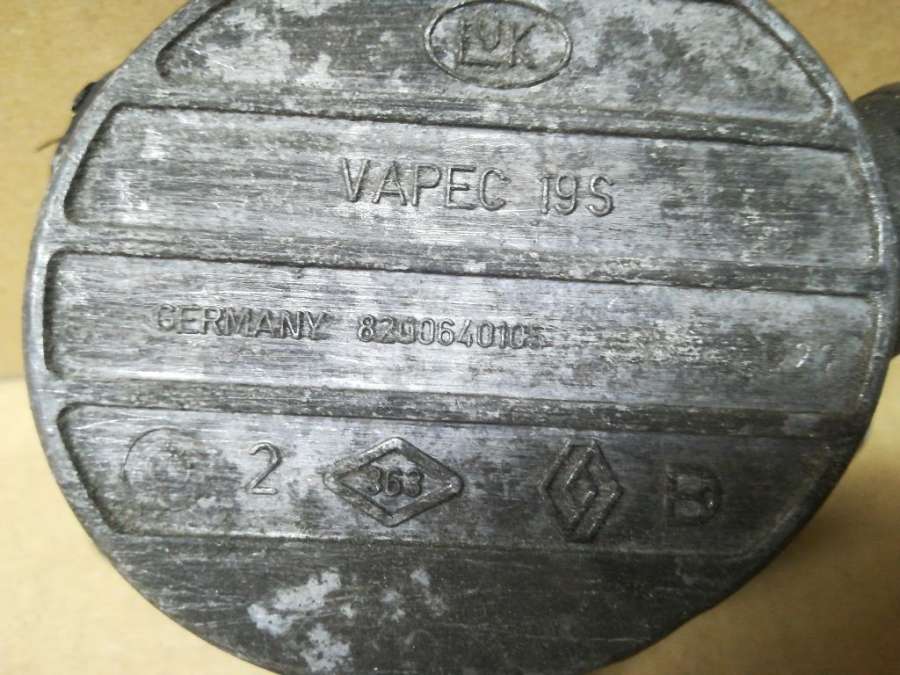 LUK
VAPEC 19S
GERMANY 8200640105
2 363 D